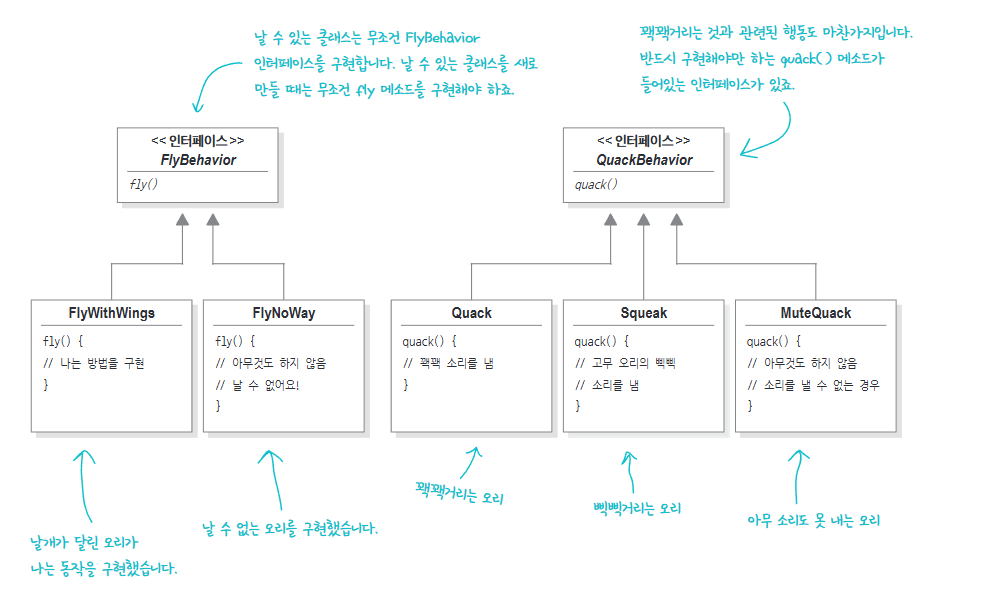 날 수 있는 클래스는 무조건 FlyBehavior
인터페이스를 구현합니다. 날 수 있는 클래스를 새로
만들 때는 무조건 fly 메소드를 구현해야 하죠.
꽥꽥거리는 것과 관련된 행동도 마찬가지입니다.
반드시 구현해야만 하는 quack() 메소드가
들어있는 인터페이스가 있죠.
<< 인터페이스 >>
FlyBehavior
fly()
<< 인터페이스 >>
QuackBehavior
quack()
FlyWithWings
fly() {
// 나는 방법을 구현
}
FlyNoWay
fly() {
// 아무것도 하지 않음
// 날 수 없어요!
}
Quack
quack() {
// 꽥꽥 소리를 냄
}
Squeak
quack() {
// 고무 오리의 삑삑
// 소리를 냄
}
MuteQuack
quack() {
// 아무것도 하지 않음
// 소리를 낼 수 없는 경우
}
날개가 달린 오리가
나는 동작을 구현했습니다.
날 수 없는 오리를 구현했습니다.
꽥꽥거리는 오리
삑삑거리는 오리
아무 소리도 못 내는 오리